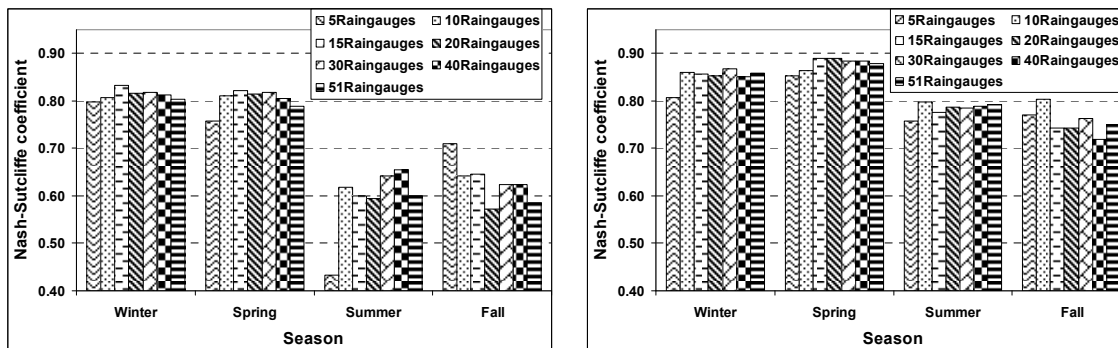 5Raingauges 10Raingauges
15Raingauges 20Raingauges
30Raingauges 40Raingauges
51Raingauges
Nash-Sutcliffe coefficient
0.90
0.80
0.70
0.60
0.50
0.40
Winter Spring Summer Fall
Season
5Raingauges 10Raingauges
15Raingauges 20Raingauges
30Raingauges 40Raingauges
51Raingauges
Nash-Sutcliffe coefficient
0.90
0.80
0.70
0.60
0.50
0.40
Winter Spring Summer Fall
Season